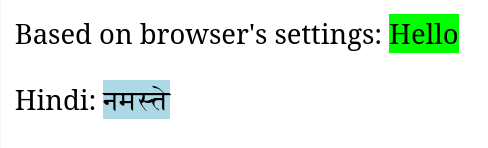 Based on browser's settings: Hello
Hindi: नमस्त‍े